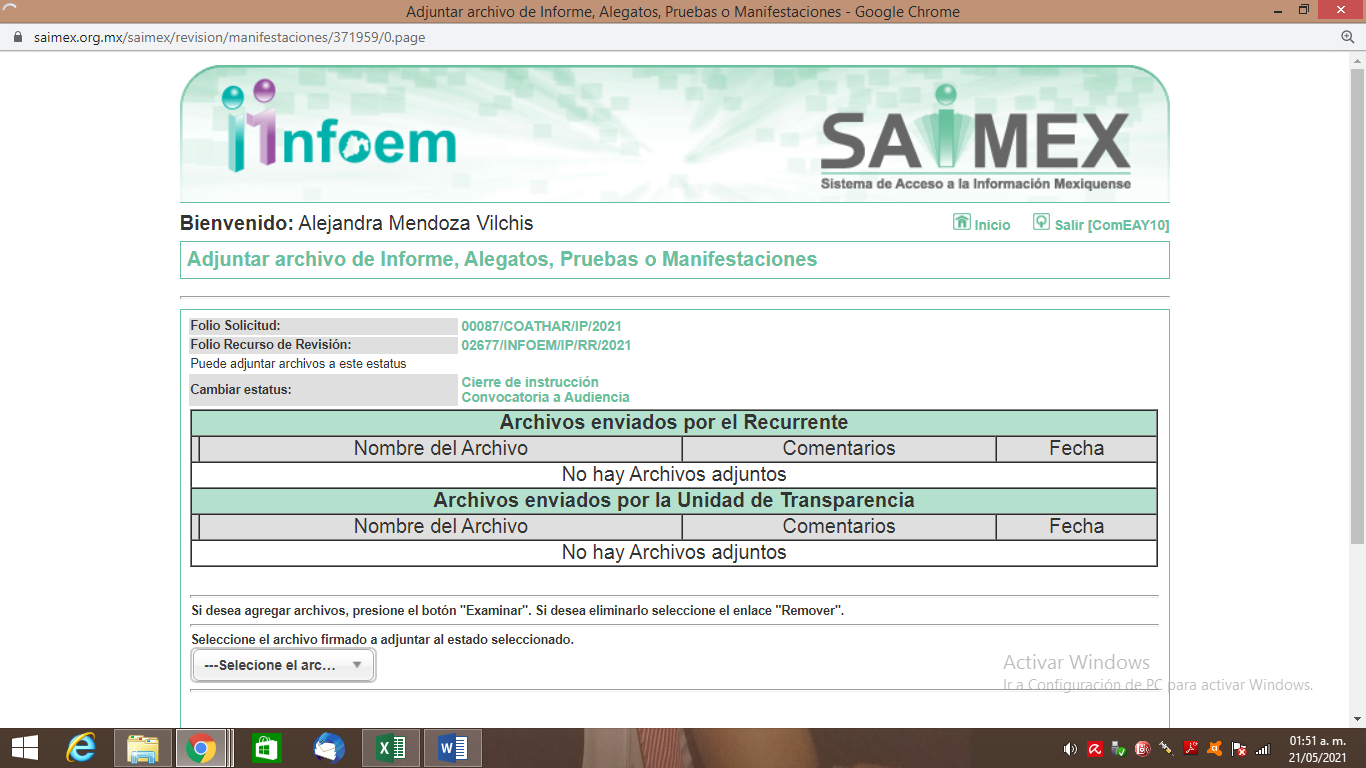 Adjuntar archivo de Informe, Alegatos, Pruebas o Manifestaciones - Google Chrome
saimex.org.mx/saimex/revision/manifestaciones/371959/0.page
infoem
SAIMEX
Sistema de Acceso a la Información Mexiquense
Bienvenido: Alejandra Mendoza Vilchis
Inicio
Salir [ComEAY10]
Adjuntar archivo de Informe, Alegatos, Pruebas o Manifestaciones
Folio Solicitud: 00087/COATHAR/IP/2021
Folio Recurso de Revisión: 02677/INFOEM/IP/RR/2021
Puede adjuntar archivos a este estatus
Cambiar estatus: Cierre de instrucción
Convocatoria a Audiencia
Archivos enviados por el Recurrente
Nombre del Archivo Comentarios Fecha
No hay Archivos adjuntos
Archivos enviados por la Unidad de Transparencia
Nombre del Archivo Comentarios Fecha
No hay Archivos adjuntos
Si desea agregar archivos, presione el botón "Examinar". Si desea eliminarlo seleccione el enlace "Remover".
Seleccione el archivo firmado a adjuntar al estado seleccionado.
---Selecione el arc...
Activar Windows
Ir a Configuración de PC para activar Windows.
01:51 a. m.
21/05/2021